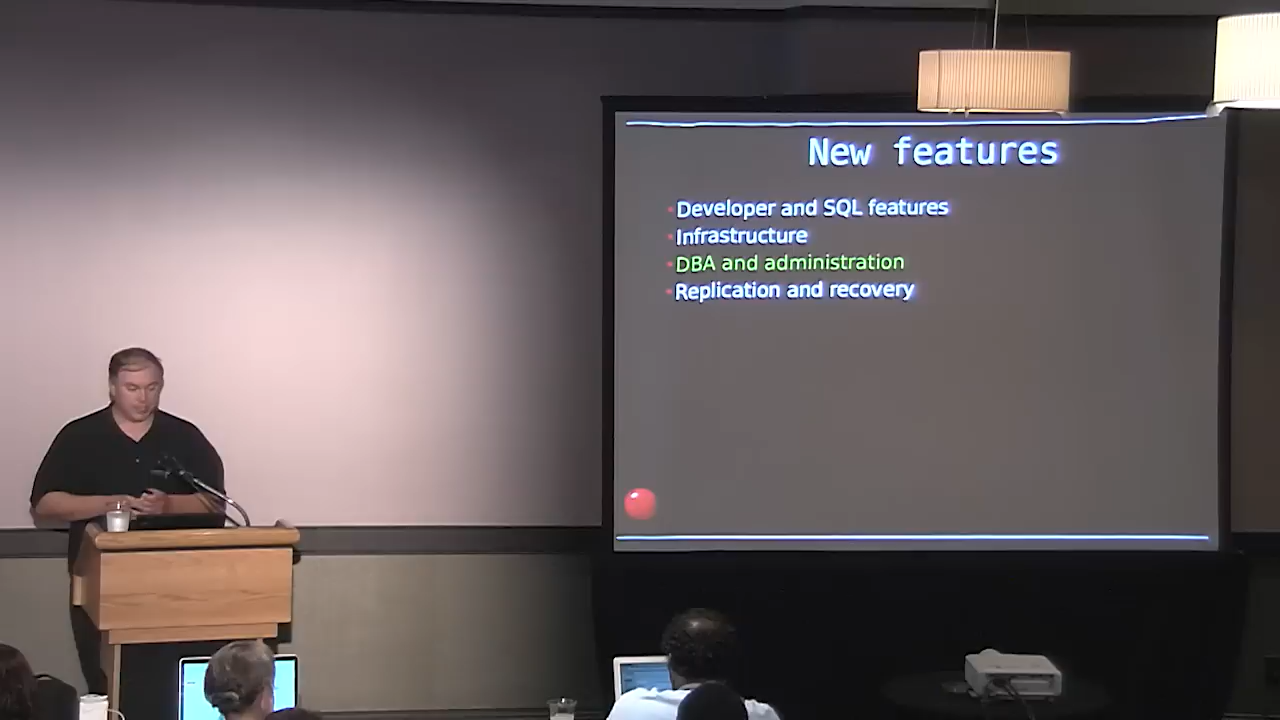 New features
Developer and SQL features
Infrastructure
DBA and administration
Replication and recovery